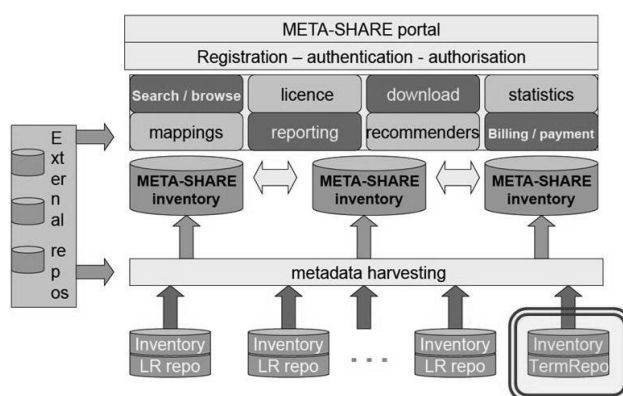 META-SHARE portal
Registration – authentication - authorisation
Search / browse
licence
download
statistics
mappings
reporting
recommenders
Billing / payment
E
xt
er
n
al
re
p
os
META-SHARE
inventory
META-SHARE
inventory
META-SHARE
inventory
metadata harvesting
Inventory
LR repo
Inventory
LR repo
. . .
Inventory
LR repo
Inventory
TermRepo